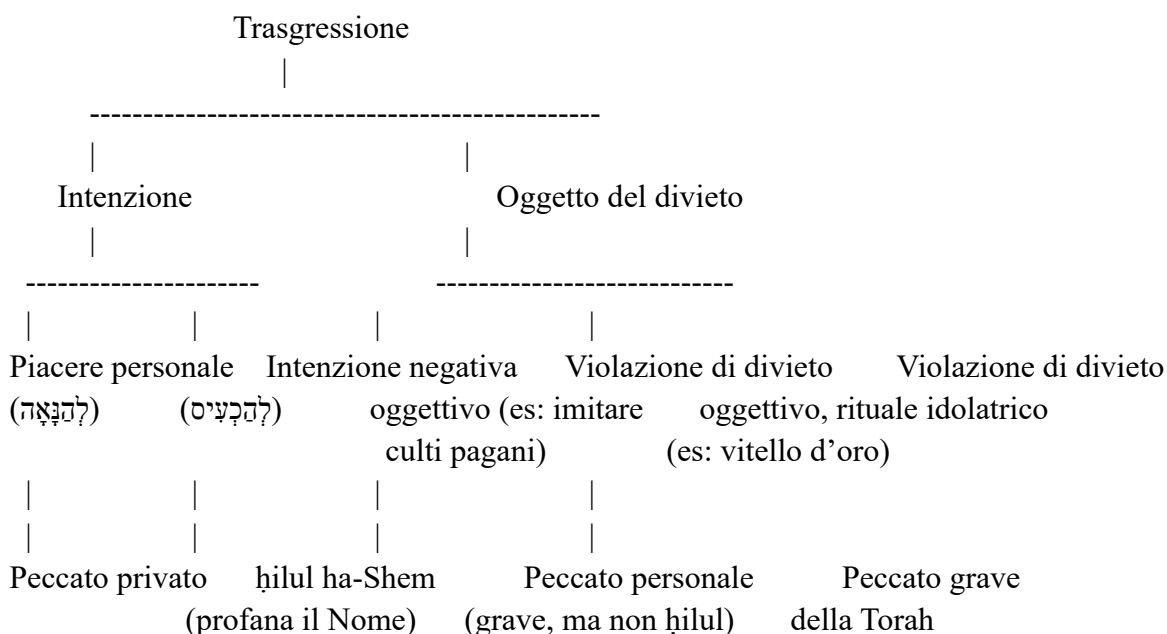 Trasgressione
|
------------------------------------------------
| |
Intenzione Oggetto del divieto
| |
---------------------- ----------------------------
| | | |
Piacere personale Intenzione negativa Violazione di divieto Violazione di divieto
(לְהַנָּאָה) (לְהַכְעִיס) oggettivo (es: imitare oggettivo, rituale idolatrico
culti pagani) (es: vitello d’oro)
| | | |
| | | |
Peccato privato ḥilul ha-Shem Peccato personale Peccato grave
(profana il Nome) (grave, ma non ḥilul) della Torah